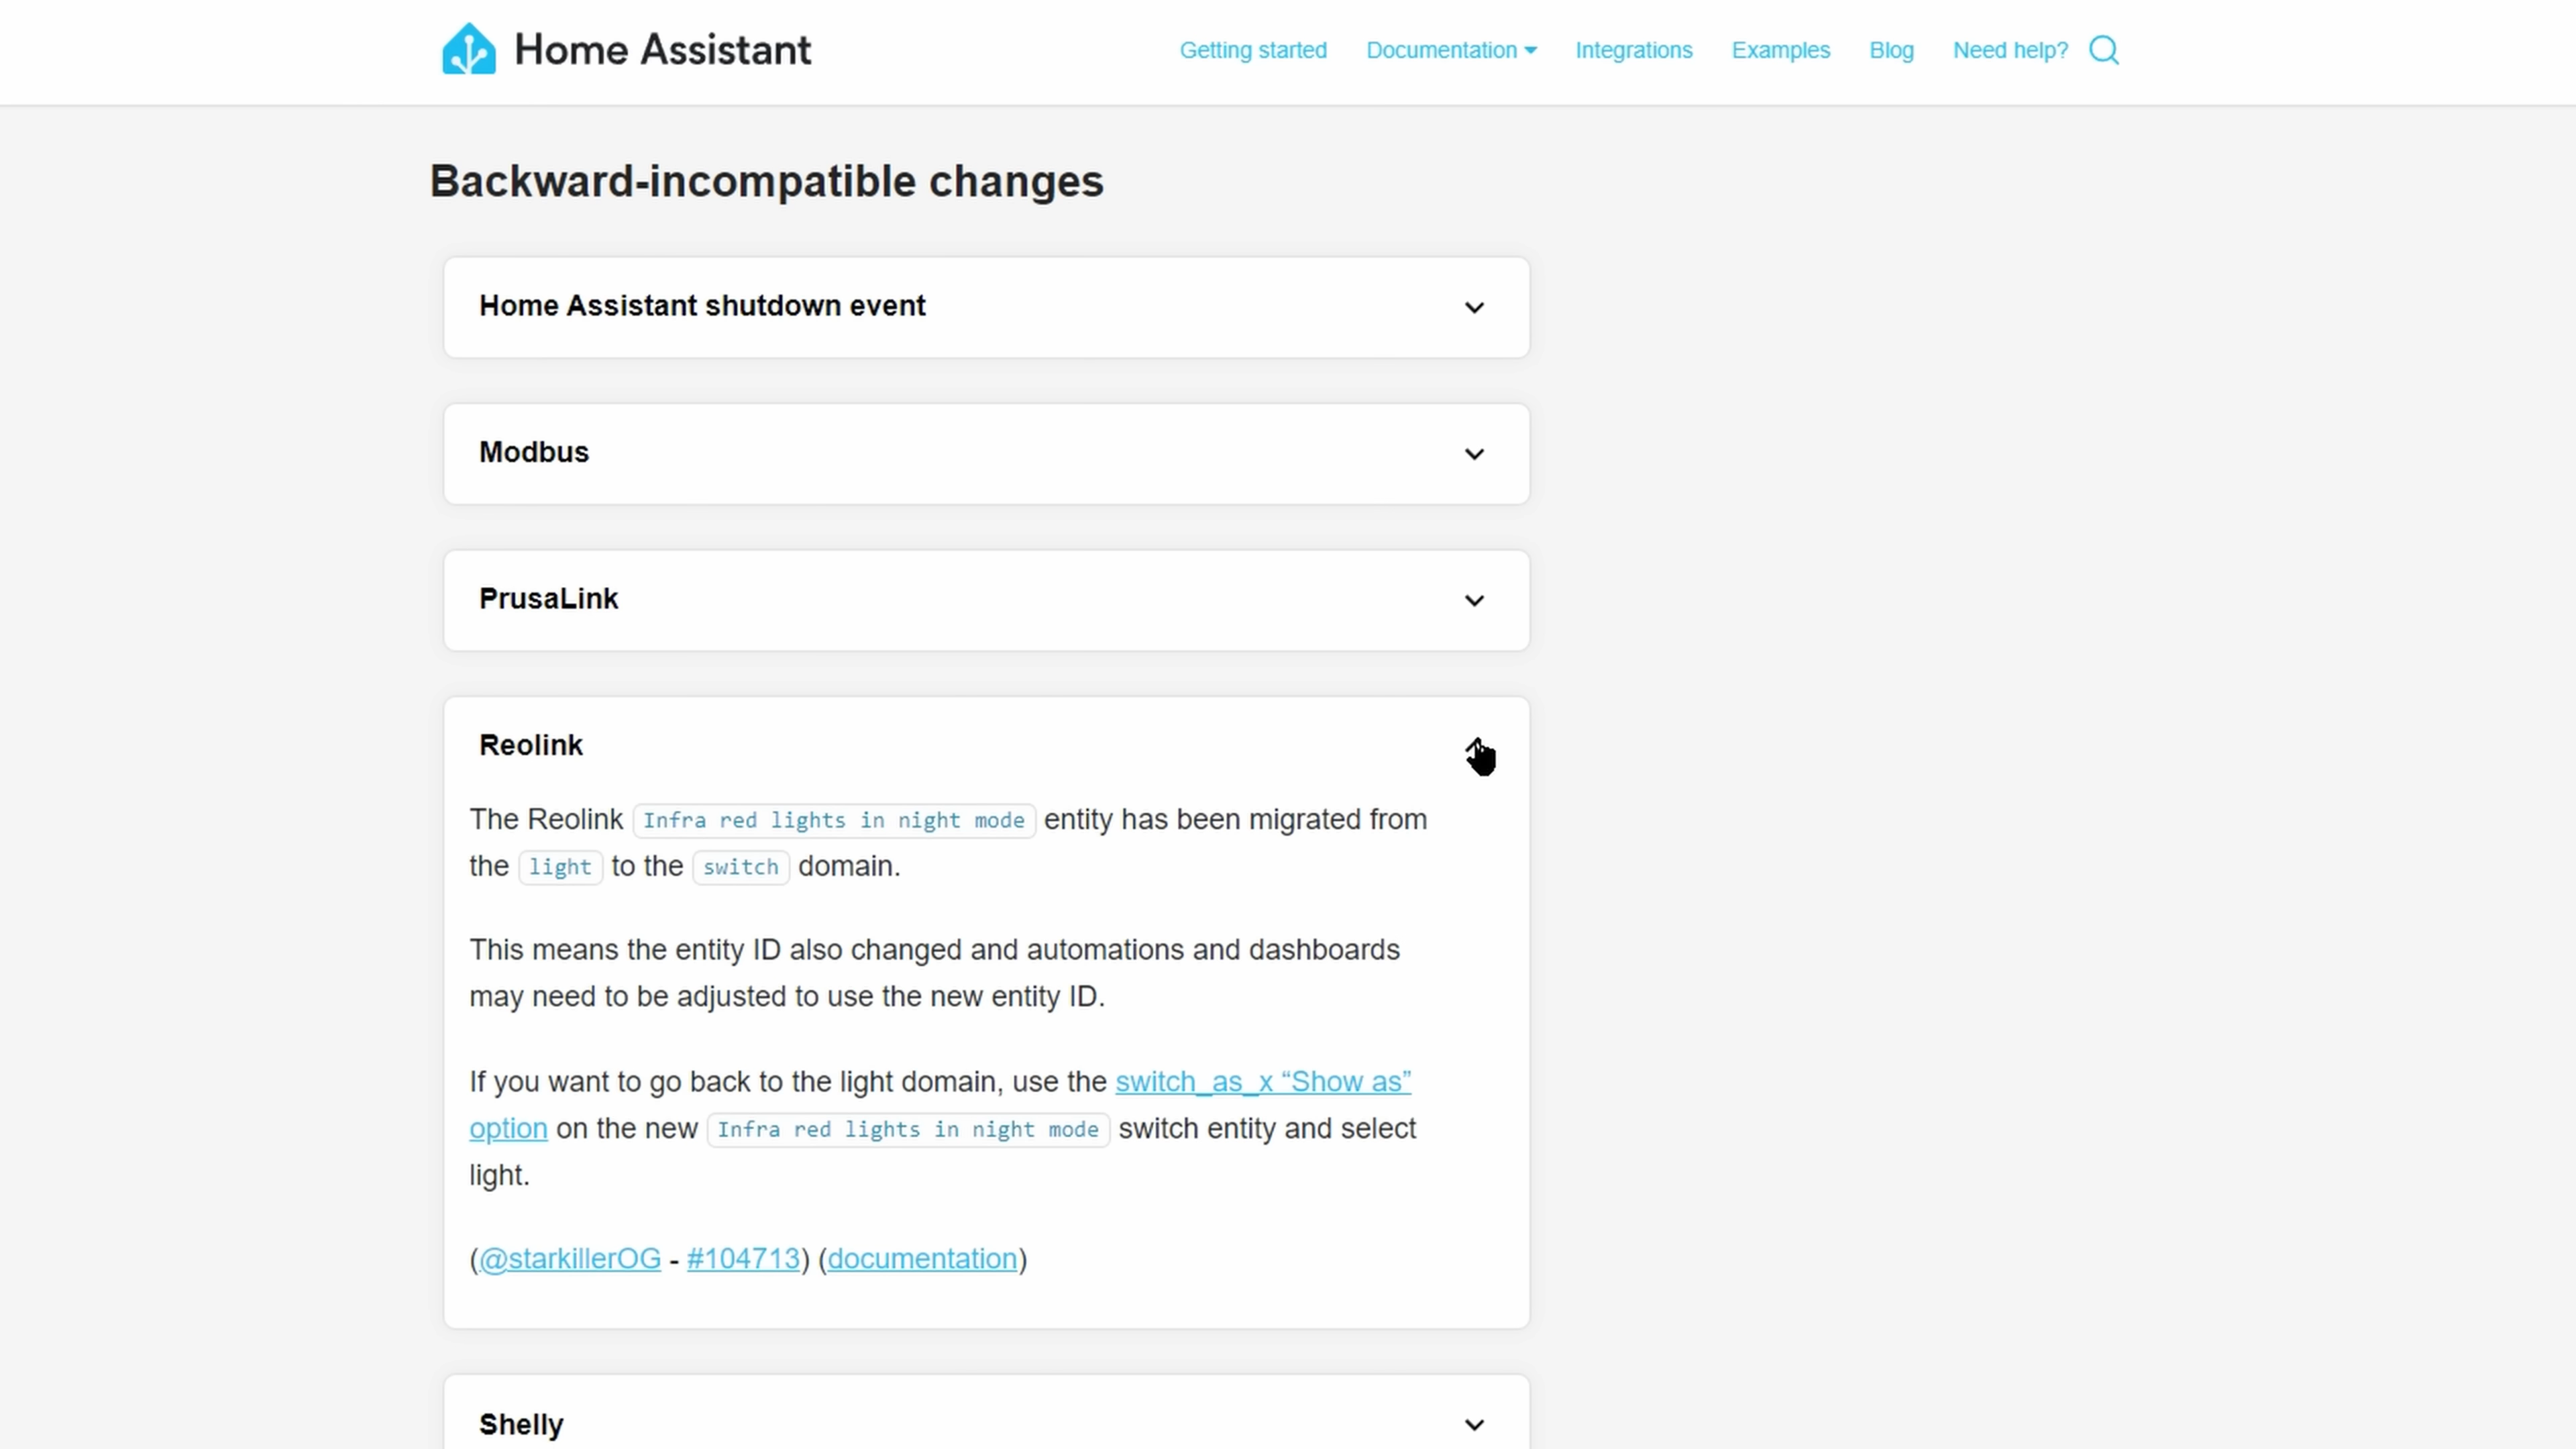 Home Assistant
Getting started Documentation Integrations Examples Blog Need help?
Backward-incompatible changes
Home Assistant shutdown event
Modbus
PrusaLink
Reolink
The Reolink Infra red lights in night mode entity has been migrated from
the light to the switch domain.
This means the entity ID also changed and automations and dashboards
may need to be adjusted to use the new entity ID.
If you want to go back to the light domain, use the switch_as_x “Show as”
option on the new Infra red lights in night mode switch entity and select
light.
(@starkillerOG - #104713) (documentation)
Shelly